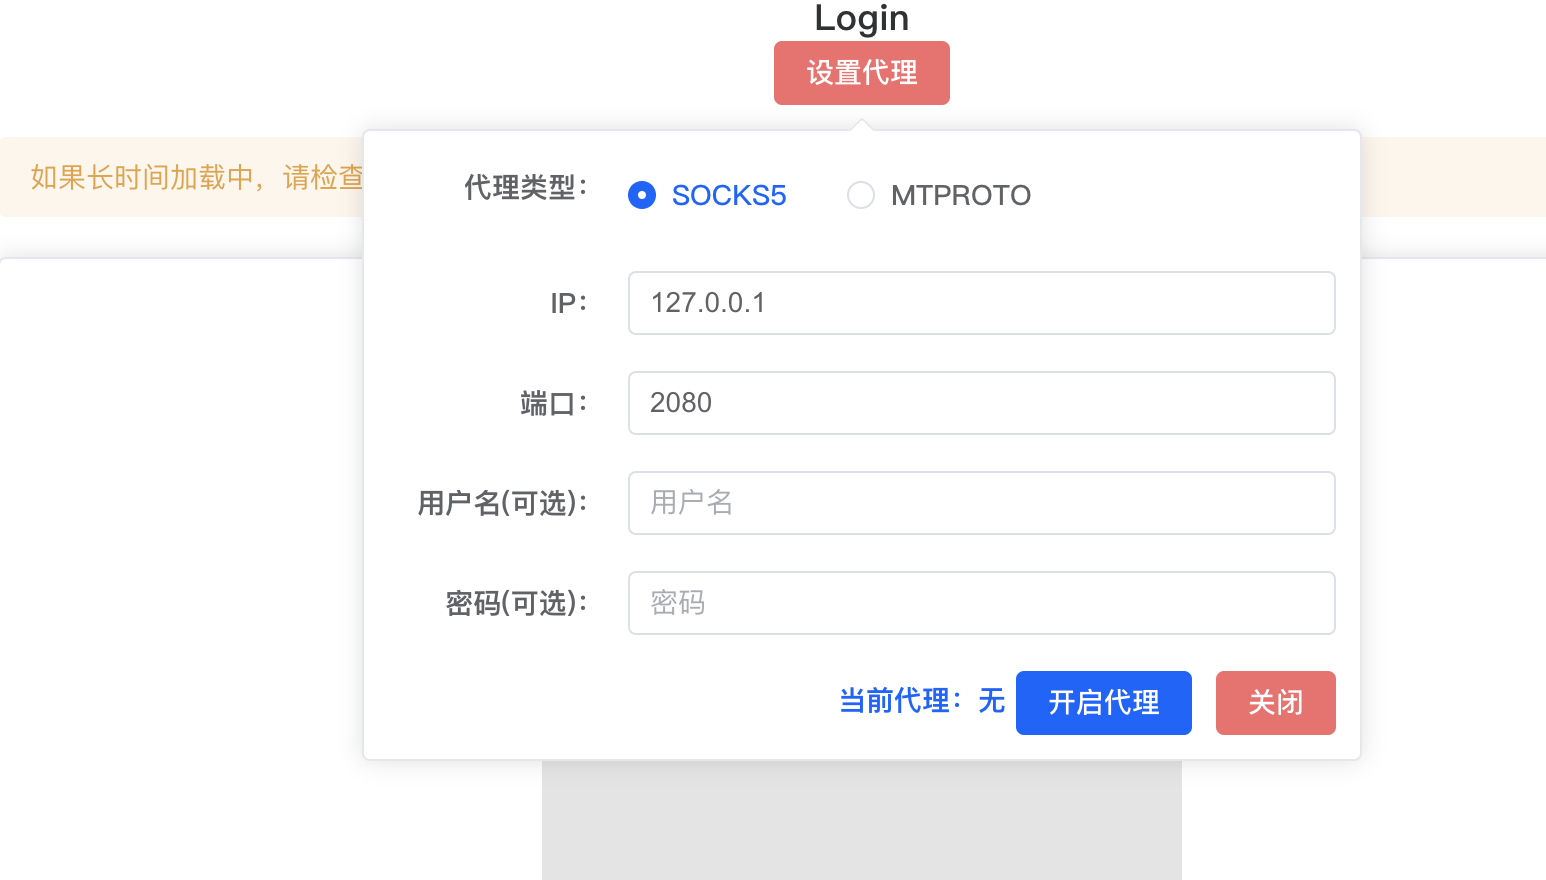 Login
设置代理
如果长时间加载中，请检查
代理类型： SOCKS5 MTPROTO
IP： 127.0.0.1
端口： 2080
用户名(可选)： 用户名
密码(可选)： 密码
当前代理：无 开启代理 关闭